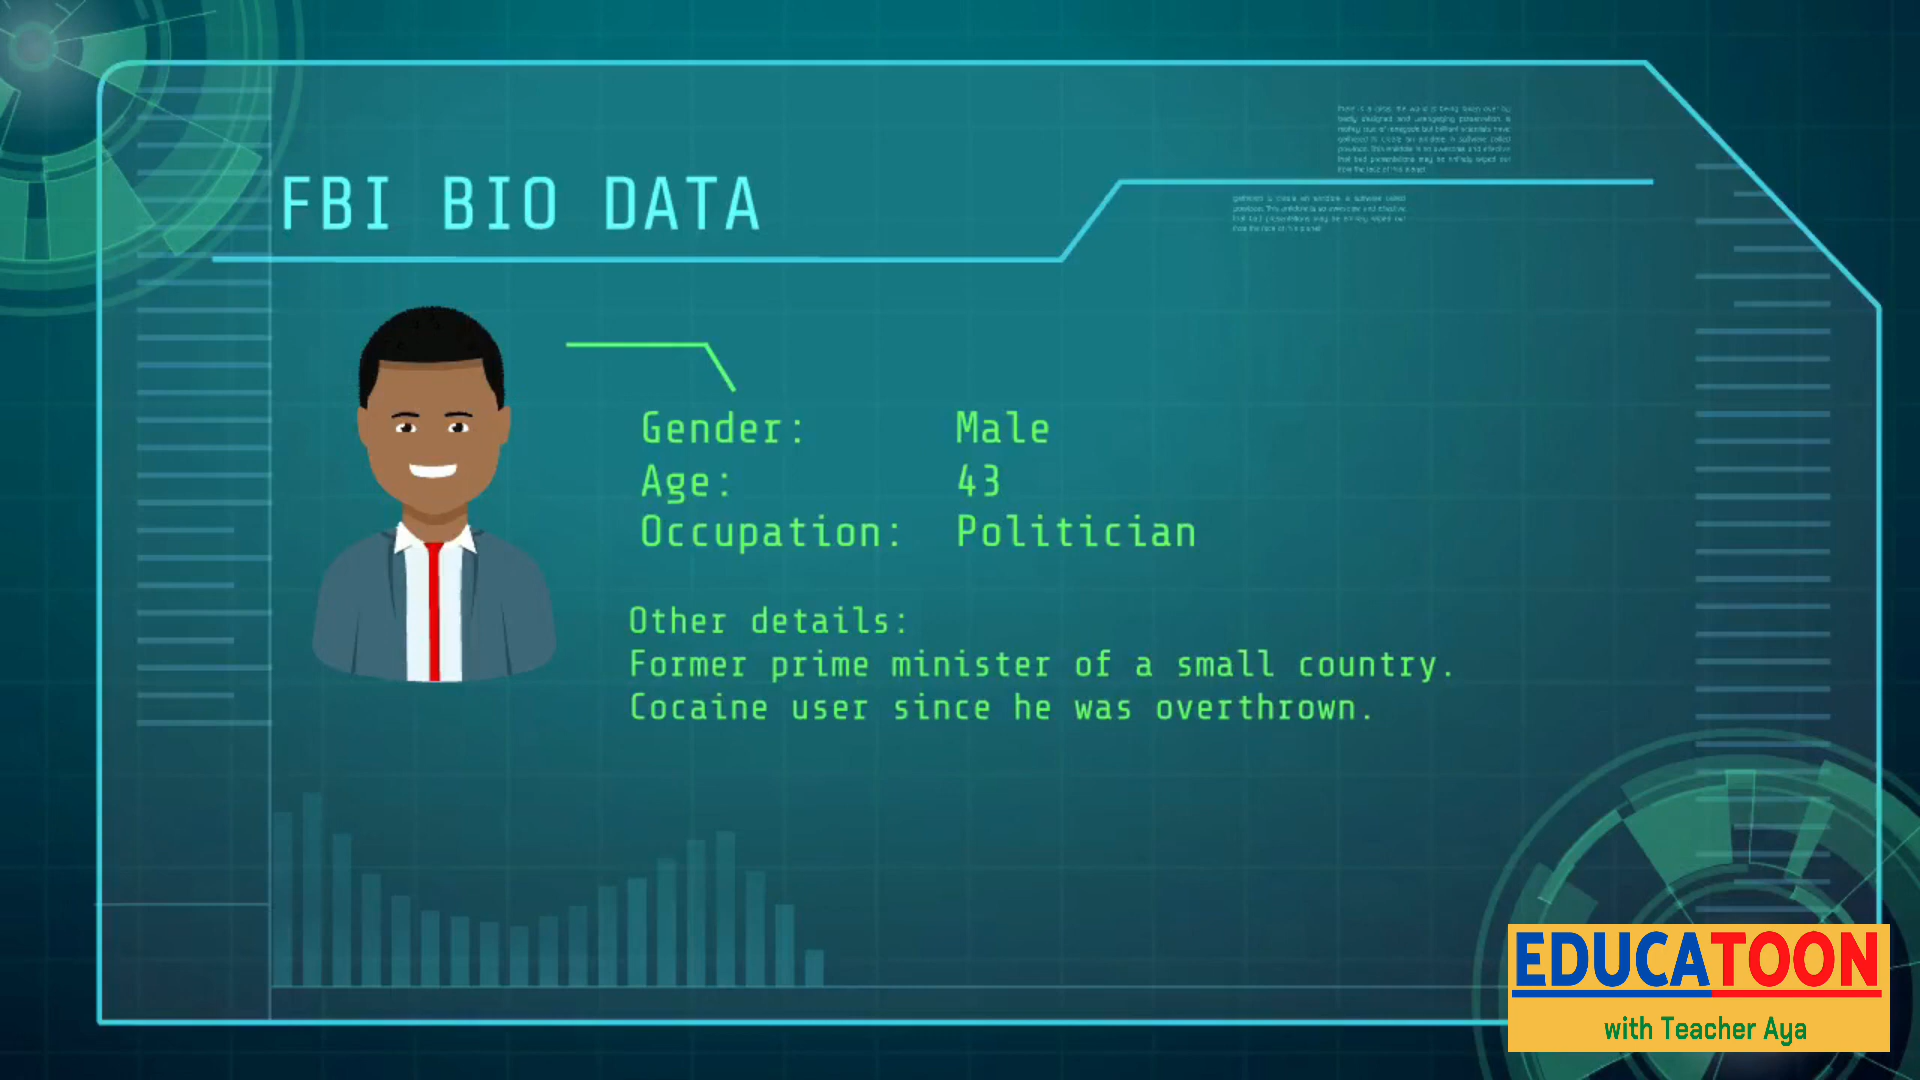 FBI BIO DATA
Gender: Male
Age: 43
Occupation: Politician
Other details:
Former prime minister of a small country.
Cocaine user since he was overthrown.
EDUCATOON
with Teacher Aya